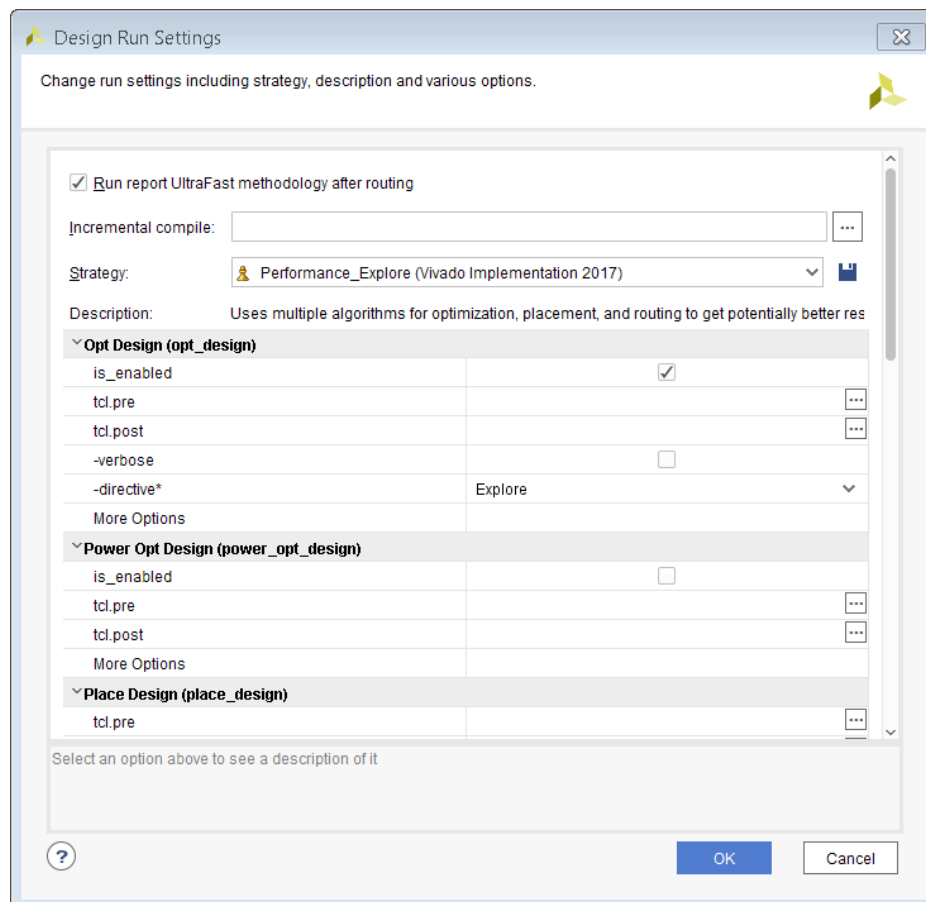 Design Run Settings
Change run settings including strategy, description and various options.
Run report UltraFast methodology after routing
Incremental compile:
...
Strategy: Performance_Explore (Vivado Implementation 2017)
Description: Uses multiple algorithms for optimization, placement, and routing to get potentially better res
Opt Design (opt_design)
is_enabled
tcl.pre ...
tcl.post ...
-verbose
-directive* Explore
More Options
Power Opt Design (power_opt_design)
is_enabled
tcl.pre ...
tcl.post ...
More Options
Place Design (place_design)
tcl.pre ...
Select an option above to see a description of it
? OK Cancel